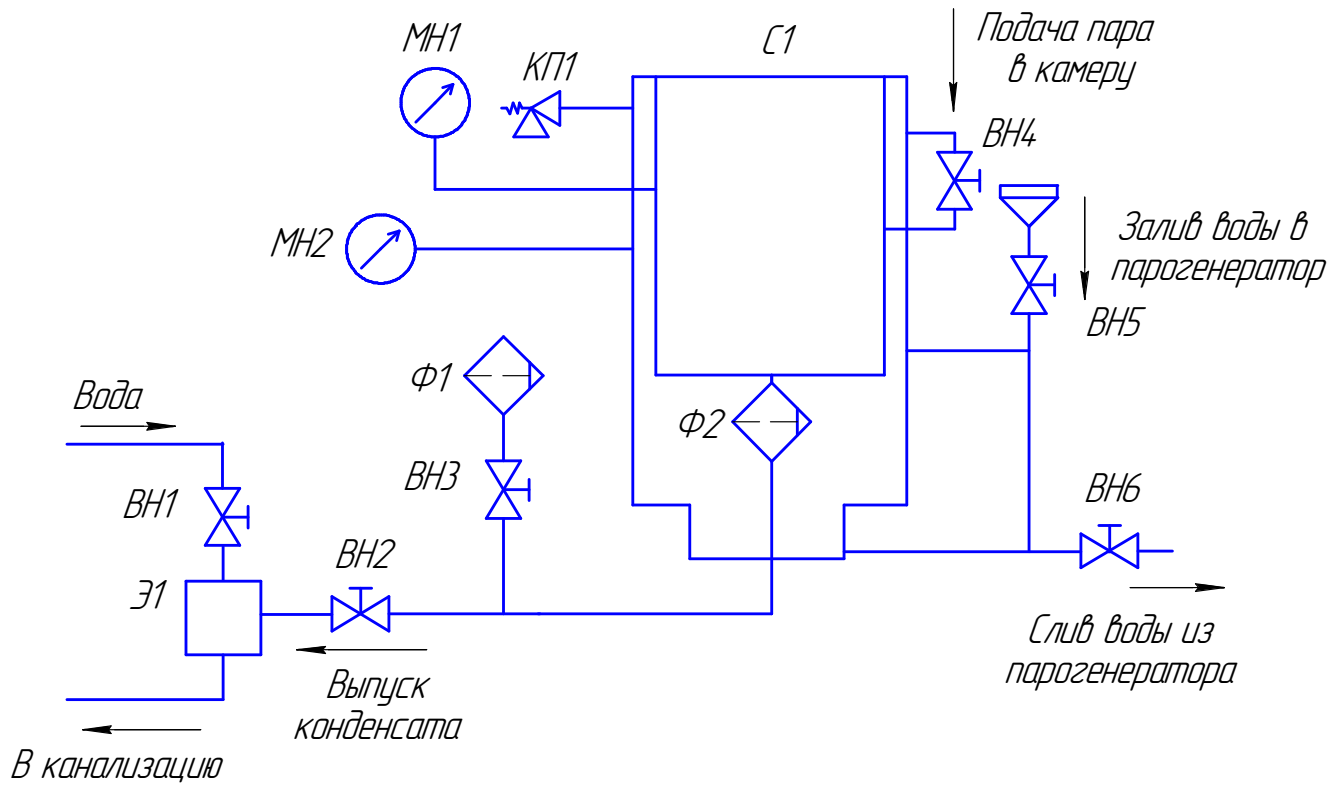 МН1
КП1
С1
Подача пара
в камеру
ВН4
МН2
Залив воды в
парогенератор
ВН5
Ф1
Ф2
Вода
ВН3
ВН1
ВН6
ВН2
Э1
Слив воды из
парогенератора
Выпуск
конденсата
В канализацию